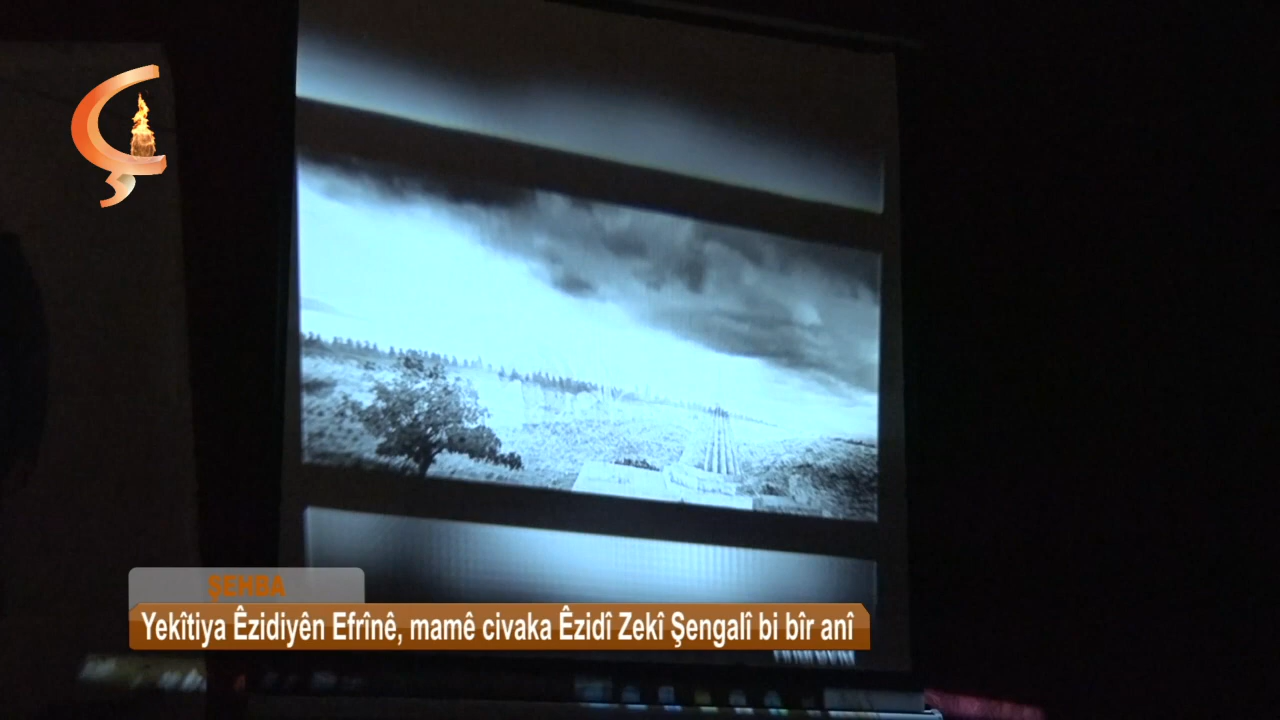 Ç
ŞEHBA
Yekîtiya Êzidiyên Efrînê, mamê civaka Êzidî Zekî Şengalî bi bîr anî